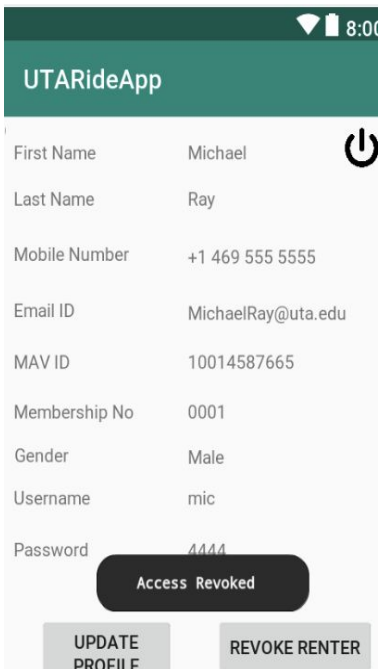 8:00
UTARideApp
First Name Michael
Last Name Ray
Mobile Number +1 469 555 5555
Email ID MichaelRay@uta.edu
MAV ID 10014587665
Membership No 0001
Gender Male
Username mic
Password 4444
Access Revoked
UPDATE REVOKE RENTER
PROFILE